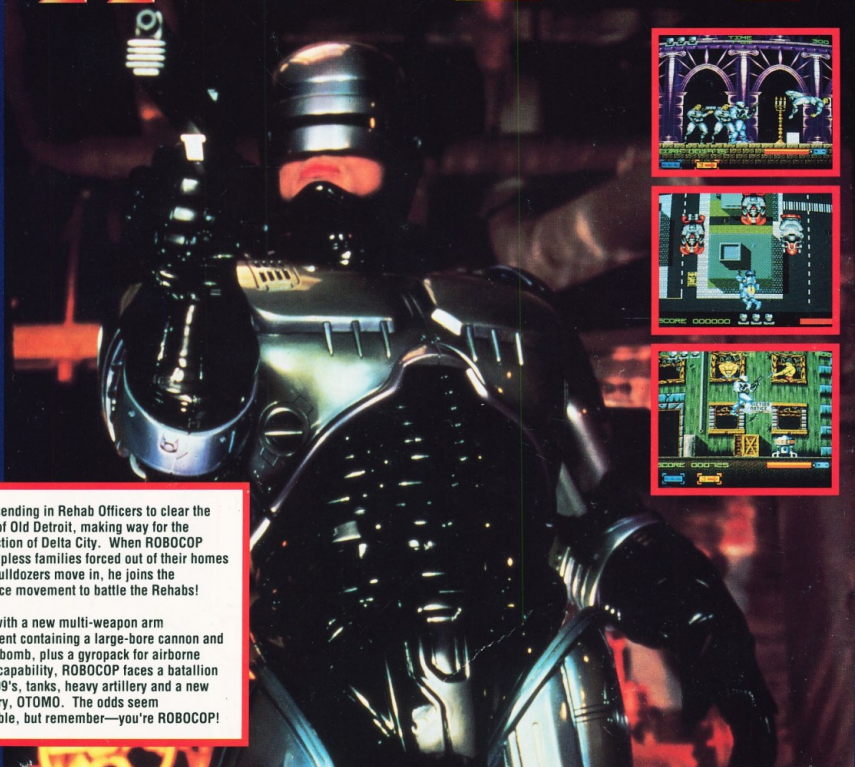 ending in Rehab Officers to clear the
of Old Detroit, making way for the
ction of Delta City. When ROBOCOP
pless families forced out of their homes
ulldozers move in, he joins the
ce movement to battle the Rehabs!
with a new multi-weapon arm
ent containing a large-bore cannon and
bomb, plus a gyropack for airborne
capability, ROBOCOP faces a batallion
9's, tanks, heavy artillery and a new
ry, OTOMO. The odds seem
ble, but remember—you're ROBOCOP!
TIME
300
SCORE 000000
SCORE 000725